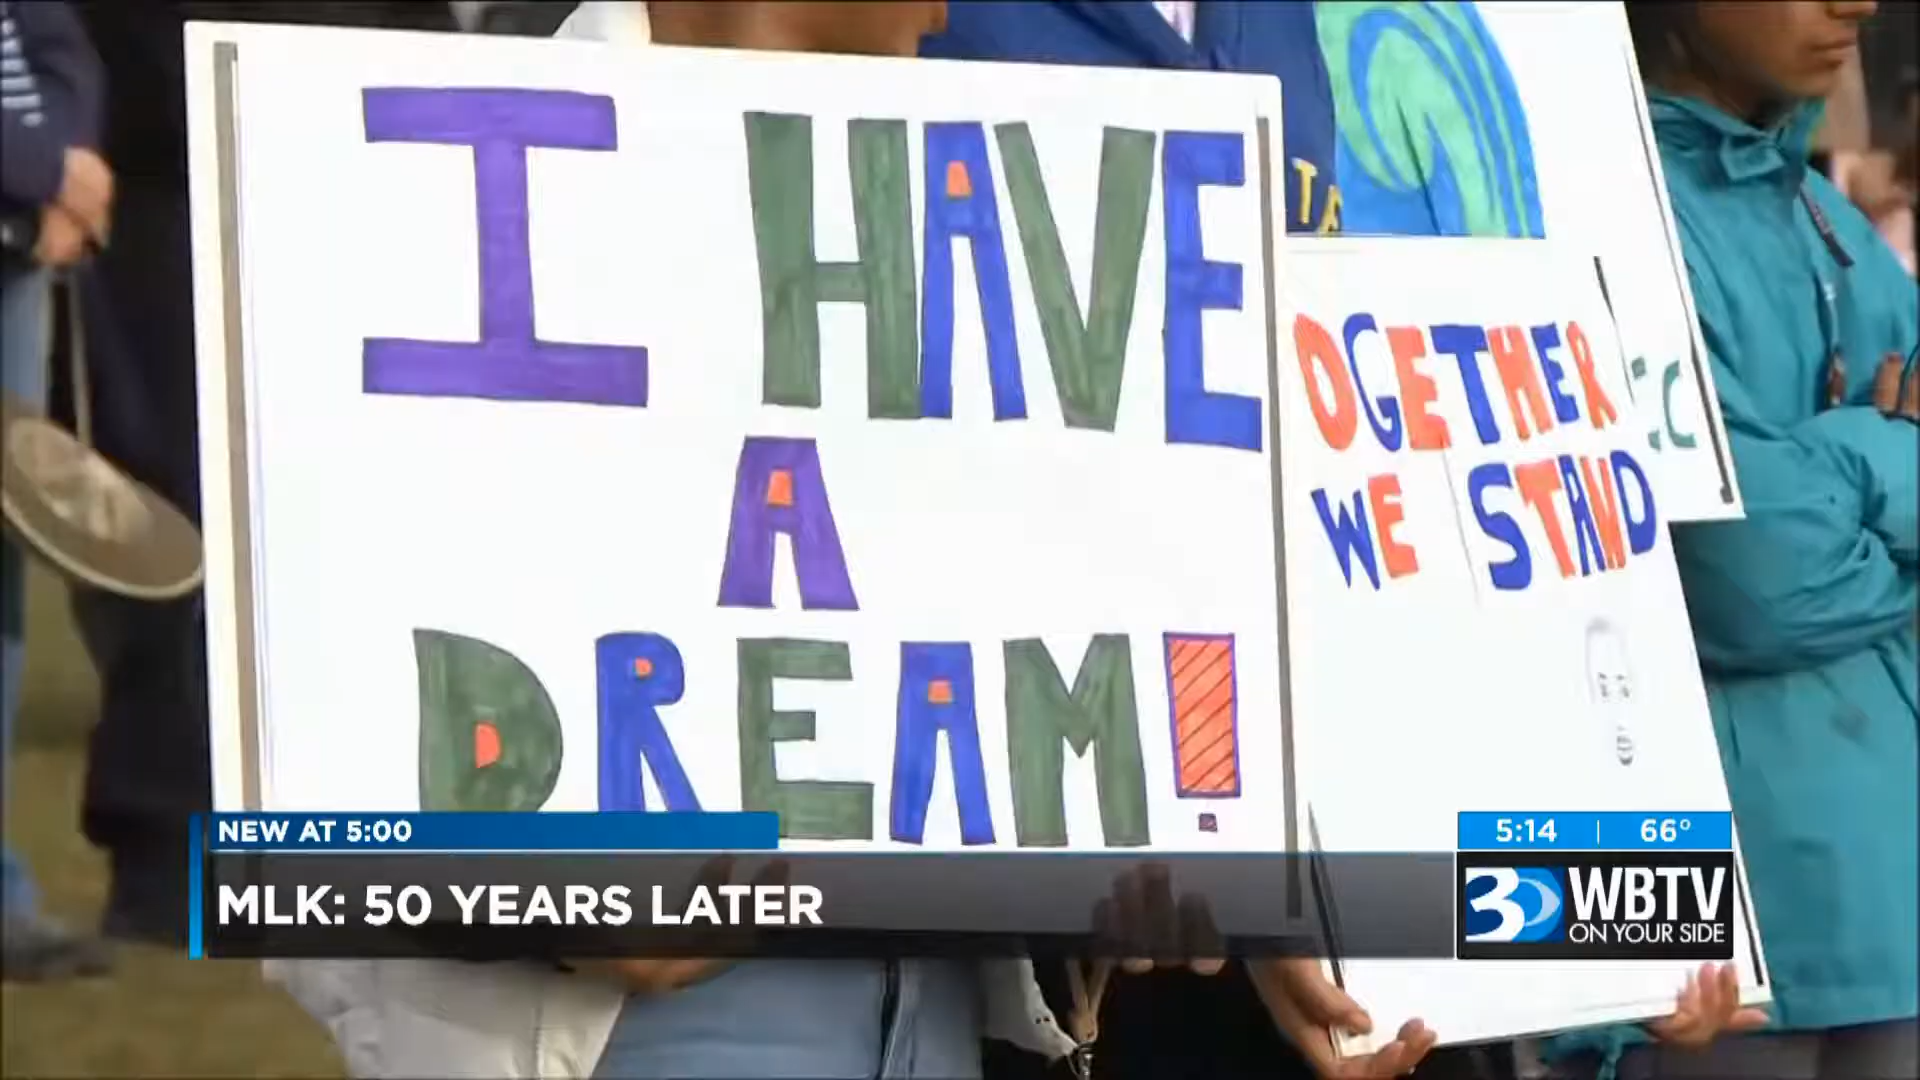 I HAVE
A
DREAM!
OGETHER
WE STAND
NEW AT 5:00
MLK: 50 YEARS LATER
5:14 | 66°
3 WBTV
ON YOUR SIDE